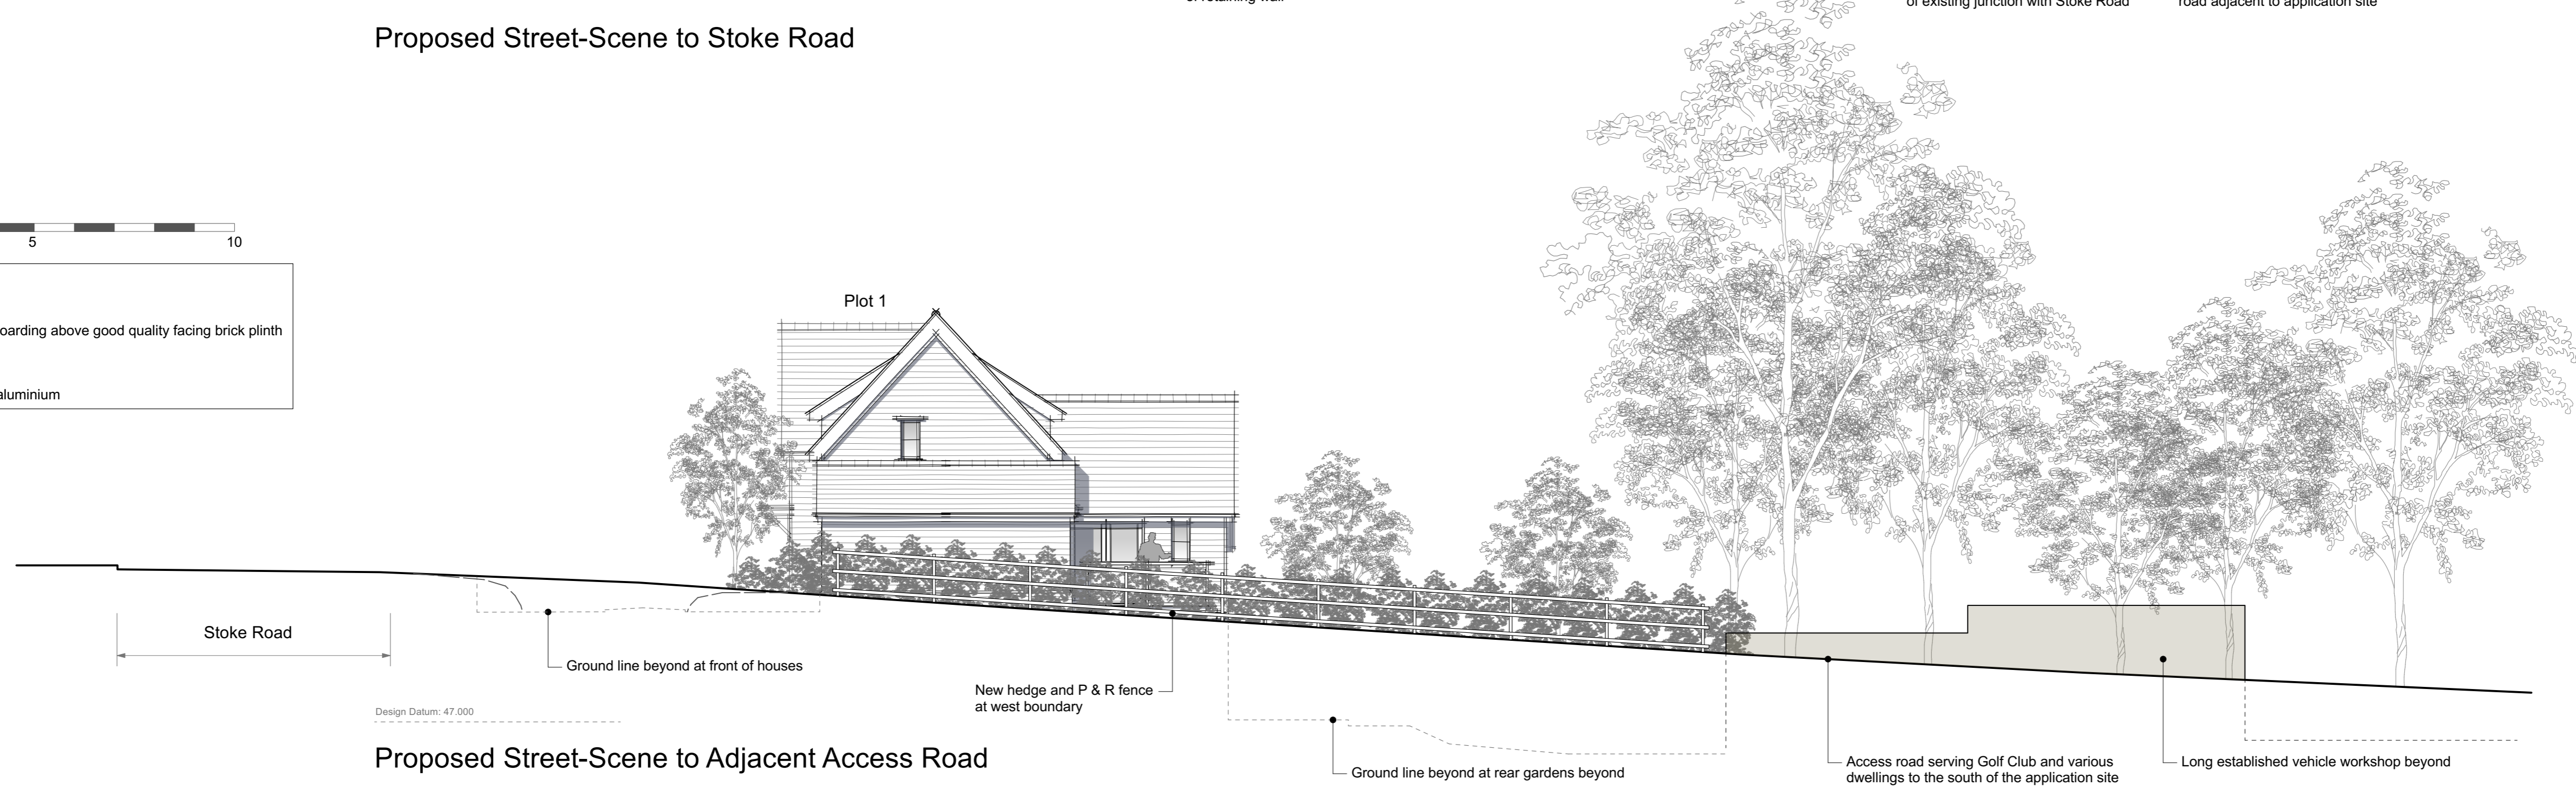 of existing junction with Stoke Road
road adjacent to application site
Proposed Street-Scene to Stoke Road
5
10
aluminium
Plot 1
Stoke Road
Ground line beyond at front of houses
New hedge and P & R fence
at west boundary
Design Datum: 47.000
Proposed Street-Scene to Adjacent Access Road
Ground line beyond at rear gardens beyond
Access road serving Golf Club and various
dwellings to the south of the application site
Long established vehicle workshop beyond
of retaining wall
above good quality facing brick plinth